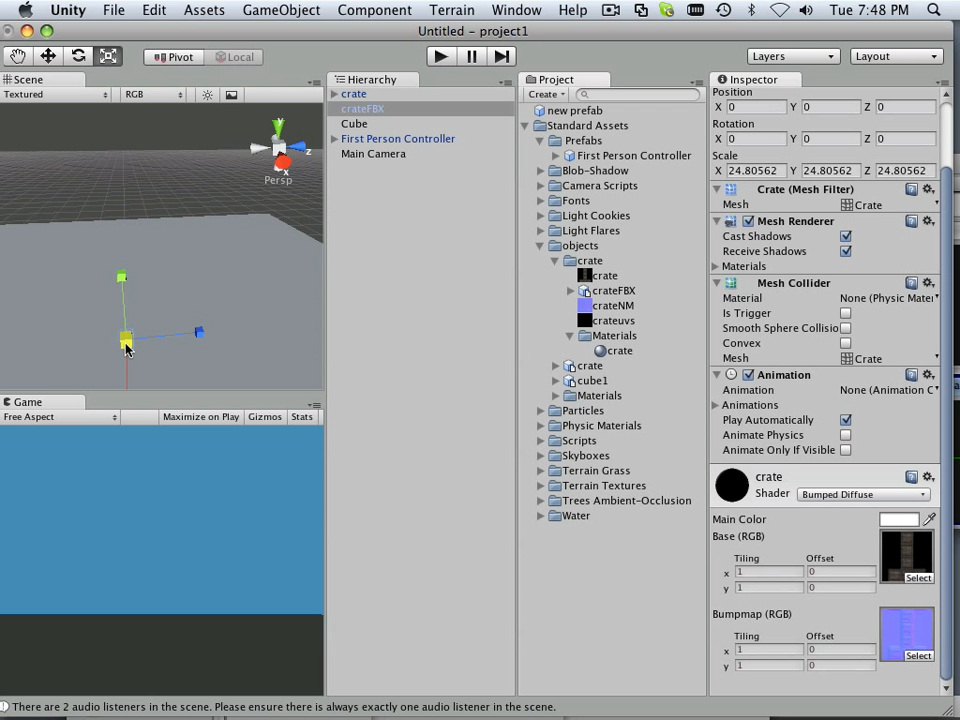 Unity File Edit Assets GameObject Component Terrain Window Help Tue 7:48 PM
Untitled - project1
Pivot Local Layers Layout
Scene
Textured RGB
y
z
x
Persp
Game
Free Aspect Maximize on Play Gizmos Stats
Hierarchy
Create
crate
crateFBX
Cube
First Person Controller
Main Camera
Project
Create
new prefab
Standard Assets
Prefabs
First Person Controller
Blob-Shadow
Camera Scripts
Fonts
Light Cookies
Light Flares
objects
crate
crate
crateFBX
crateNM
crateuvs
Materials
crate
crate
cube1
Materials
Particles
Physic Materials
Scripts
Skyboxes
Terrain Grass
Terrain Textures
Trees Ambient-Occlusion
Water
Inspector
Position
X 0 Y 0 Z 0
Rotation
X 0 Y 0 Z 0
Scale
X 24.80562 Y 24.80562 Z 24.80562
Crate (Mesh Filter)
Mesh Crate
Mesh Renderer
Cast Shadows
Receive Shadows
Materials
Mesh Collider
Material None (Physic Mater
Is Trigger
Smooth Sphere Collisio
Convex
Mesh Crate
Animation
Animation None (Animation C
Animations
Play Automatically
Animate Physics
Animate Only If Visible
crate
Shader Bumped Diffuse
Main Color
Base (RGB)
Tiling Offset
x 1 0
y 1 0
Select
Bumpmap (RGB)
Tiling Offset
x 1 0
y 1 0
Select
There are 2 audio listeners in the scene. Please ensure there is always exactly one audio listener in the scene.